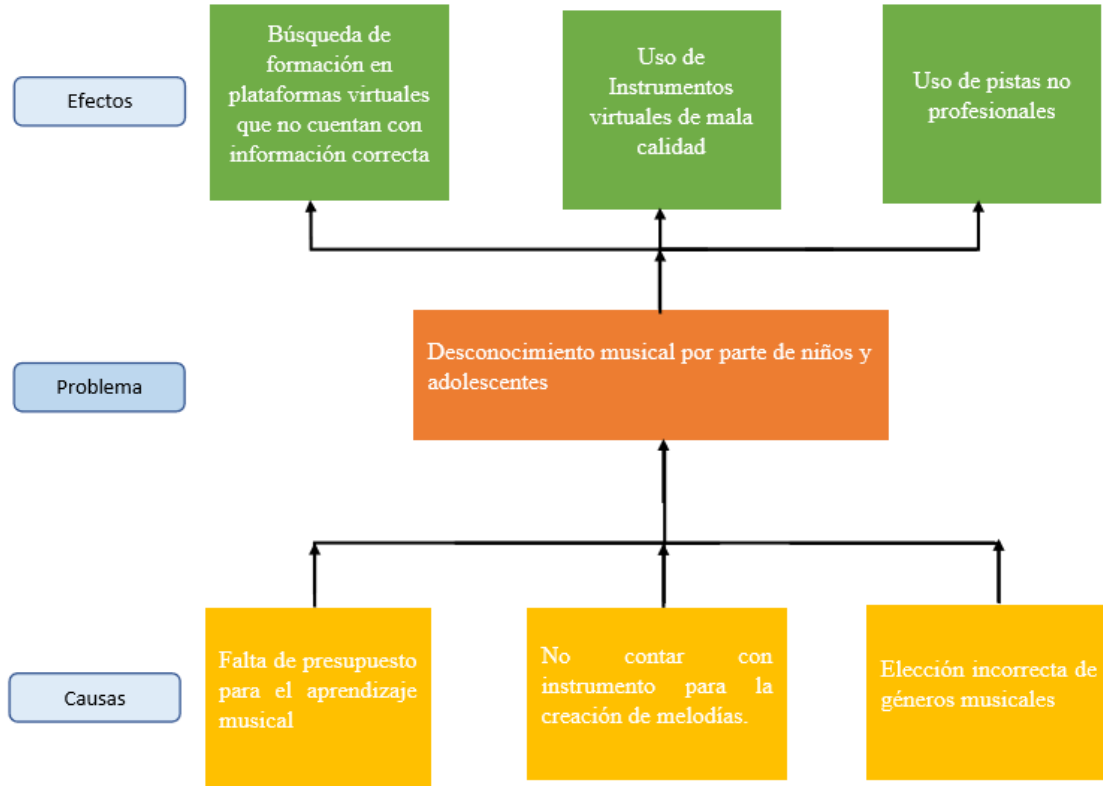 Búsqueda de
formación en
plataformas virtuales
que no cuentan con
información correcta
Uso de
Instrumentos
virtuales de mala
calidad
Uso de pistas no
profesionales
Efectos
Desconocimiento musical por parte de niños y
adolescentes
Problema
Falta de presupuesto
para el aprendizaje
musical
No contar con
instrumento para la
creación de melodías.
Elección incorrecta de
géneros musicales
Causas